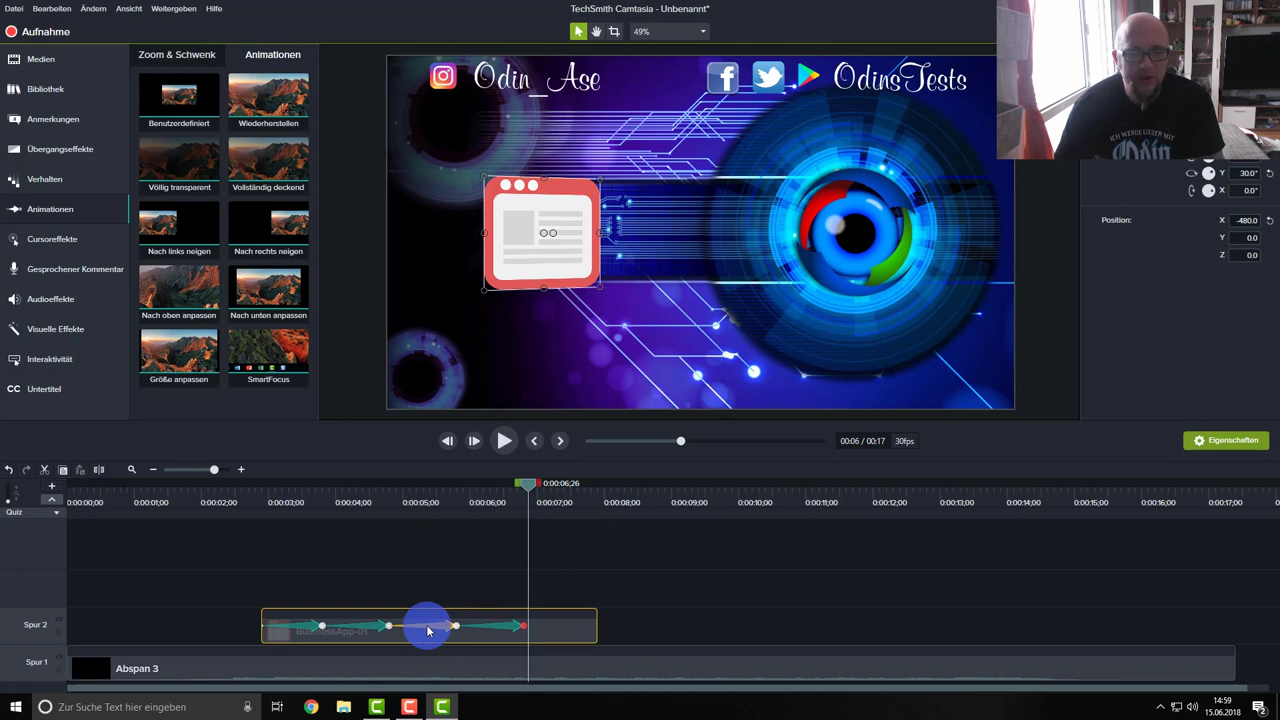 Datei Bearbeiten Ändern Ansicht Weitergeben Hilfe
TechSmith Camtasia - Unbenannt*
Aufnahme
49%
Medien
Bibliothek
Anmerkungen
Übergangseffekte
Verhalten
Animationen
Cursoreffekte
Gesprochener Kommentar
Audioeffekte
Visuelle Effekte
Interaktivität
CC Untertitel
Zoom & Schwenk Animationen
Benutzerdefiniert Wiederherstellen
Völlig transparent Vollständig deckend
Nach links neigen Nach rechts neigen
Nach oben anpassen Nach unten anpassen
Größe anpassen SmartFocus
Odin_Ase
OdinsTests
ICH WERDE LIEBER MIT
Odin
Y 30.0°
X 0.0°
Position: X -480.0
Y 0.0
Z 0.0
00:06 / 00:17 30fps
Eigenschaften
0:00:06;26
0:00:00;00 0:00:01;00 0:00:02;00 0:00:03;00 0:00:04;00 0:00:05;00 0:00:06;00 0:00:07;00 0:00:08;00 0:00:09;00 0:00:10;00 0:00:11;00 0:00:12;00 0:00:13;00 0:00:14;00 0:00:15;00 0:00:16;00 0:00:17;00
Quiz
Spur 2
BusinessApp-01
Spur 1
Abspan 3
Zur Suche Text hier eingeben
14:59
15.06.2018
2